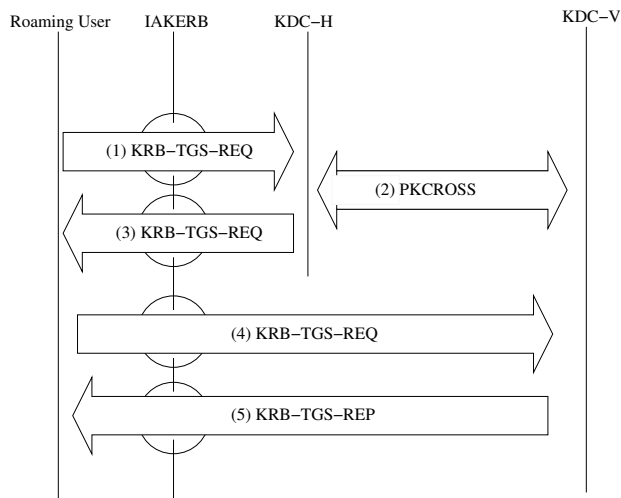 Roaming User
IAKERB
KDC−H
KDC−V
(1) KRB−TGS−REQ
(2) PKCROSS
(3) KRB−TGS−REQ
(4) KRB−TGS−REQ
(5) KRB−TGS−REP